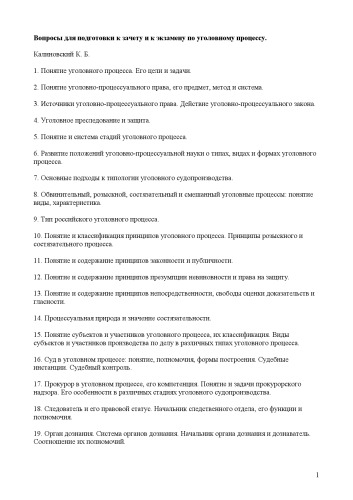 Вопросы для подготовки к зачету и к экзамену по уголовному процессу.
Калиновский К. Б.
1. Понятие уголовного процесса. Его цели и задачи.
2. Понятие уголовно-процессуального права, его предмет, метод и система.
3. Источники уголовно-процессуального права. Действие уголовно-процессуального закона.
4. Уголовное преследование и защита.
5. Понятие и система стадий уголовного процесса.
6. Развитие положений уголовно-процессуальной науки о типах, видах и формах уголовного
процесса.
7. Основные подходы к типологии уголовного судопроизводства.
8. Обвинительный, розыскной, состязательный и смешанный уголовные процессы: понятие
виды, характеристика.
9. Тип российского уголовного процесса.
10. Понятие и классификация принципов уголовного процесса. Принципы розыскного и
состязательного процесса.
11. Понятие и содержание принципов законности и публичности.
12. Понятие и содержание принципов презумпции невиновности и права на защиту.
13. Понятие и содержание принципов непосредственности, свободы оценки доказательств и
гласности.
14. Процессуальная природа и значение состязательности.
15. Понятие субъектов и участников уголовного процесса, их классификация. Виды
субъектов и участников производства по делу в различных типах уголовного процесса.
16. Суд в уголовном процессе: понятие, полномочия, формы построения. Судебные
инстанции. Судебный контроль.
17. Прокурор в уголовном процессе, его компетенция. Понятие и задачи прокурорского
надзора. Его особенности в различных стадиях уголовного судопроизводства.
18. Следователь и его правовой статус. Начальник следственного отдела, его функции и
полномочия.
19. Орган дознания. Система органов дознания. Начальник органа дознания и дознаватель.
Соотношение их полномочий.
1